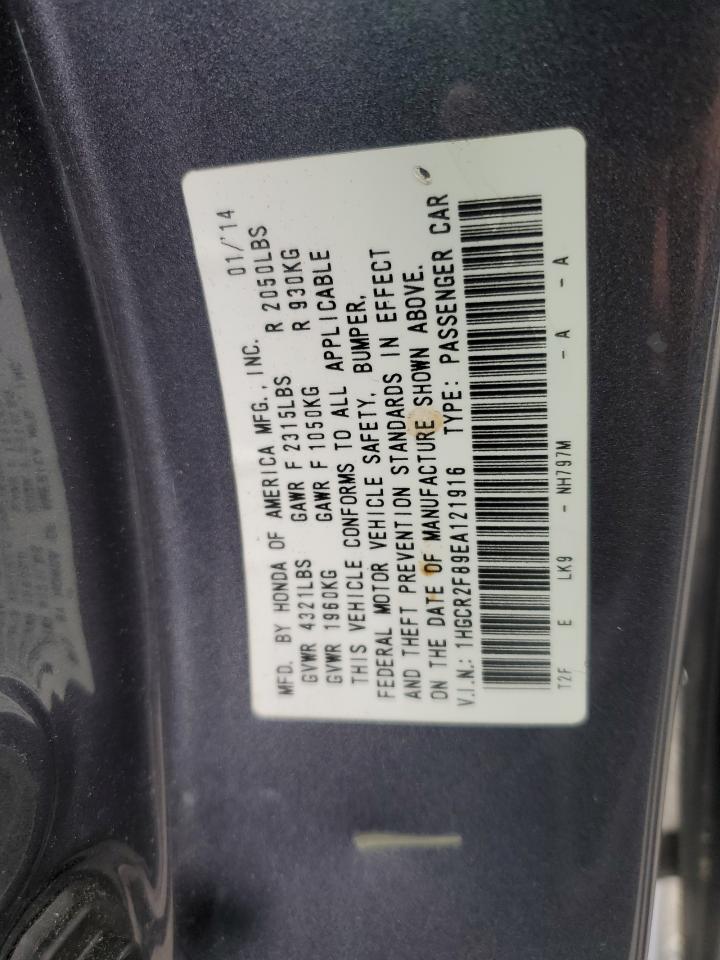 MFD. BY HONDA OF AMERICA MFG., INC. 01/'14
GVWR 4321LBS GAWR F 2315LBS R 2050LBS
GVWR 1960KG GAWR F 1050KG R 930KG
THIS VEHICLE CONFORMS TO ALL APPLICABLE
FEDERAL MOTOR VEHICLE SAFETY, BUMPER,
AND THEFT PREVENTION STANDARDS IN EFFECT
ON THE DATE OF MANUFACTURE SHOWN ABOVE.
V.I.N.: 1HGCR2F89EA121916 TYPE: PASSENGER CAR
T2F E LK9 - NH797M - A - A